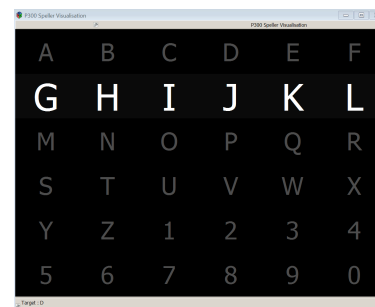 P300 Speller Visualisation
P300 Speller Visualisation
A B C D E F
G H I J K L
M N O P Q R
S T U V W X
Y Z 1 2 3 4
5 6 7 8 9 0
Target : D